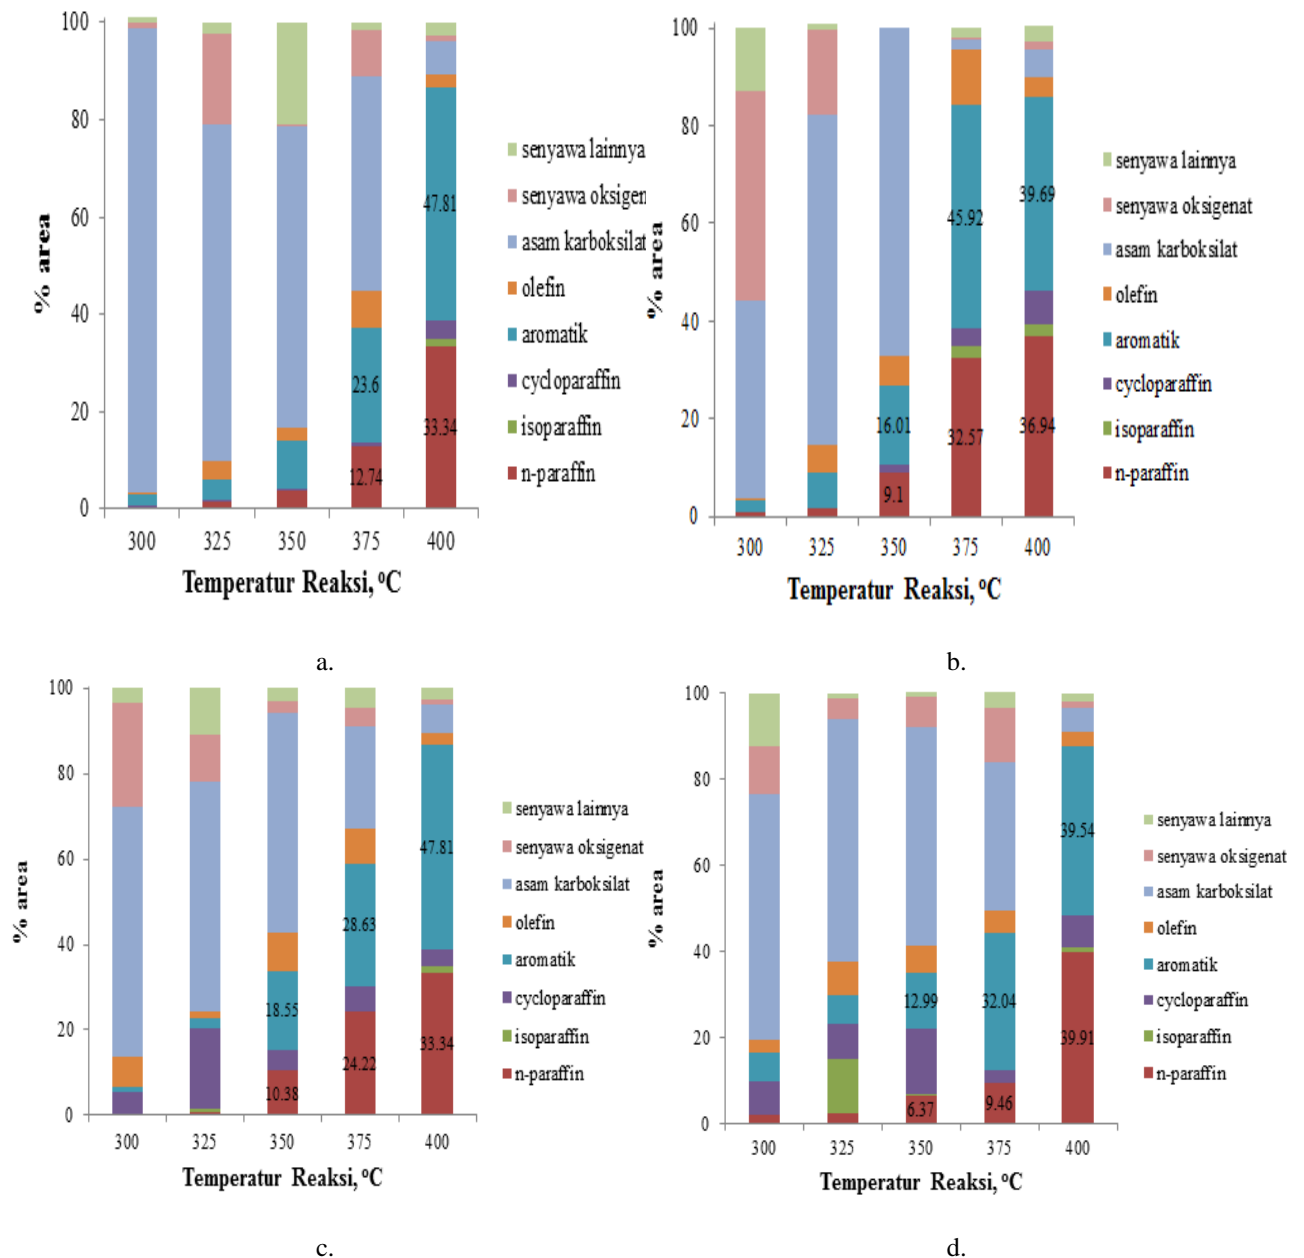 % area
100
80
60
40
20
0
47.81
23.6
12.74
33.34
300 325 350 375 400
Temperatur Reaksi, °C
senyawa lainnya
senyawa oksigen
asam karboksilat
olefin
aromatik
cycloparaffin
isoparaffin
n-paraffin
a.
% area
100
80
60
40
20
0
39.69
45.92
16.01
9.1
32.57
36.94
300 325 350 375 400
Temperatur Reaksi, °C
senyawa lainnya
senyawa oksigenat
asam karboksilat
olefin
aromatik
cycloparaffin
isoparaffin
n-paraffin
b.
% area
100
80
60
40
20
0
47.81
28.63
18.55
10.38
24.22
33.34
300 325 350 375 400
Temperatur Reaksi, °C
senyawa lainnya
senyawa oksigenat
asam karboksilat
olefin
aromatik
cycloparaffin
isoparaffin
n-paraffin
c.
% area
100
80
60
40
20
0
39.54
12.99
32.04
39.91
6.37
9.46
300 325 350 375 400
Temperatur Reaksi, °C
senyawa lainnya
senyawa oksigenat
asam karboksilat
olefin
aromatik
cycloparaffin
isoparaffin
n-paraffin
d.